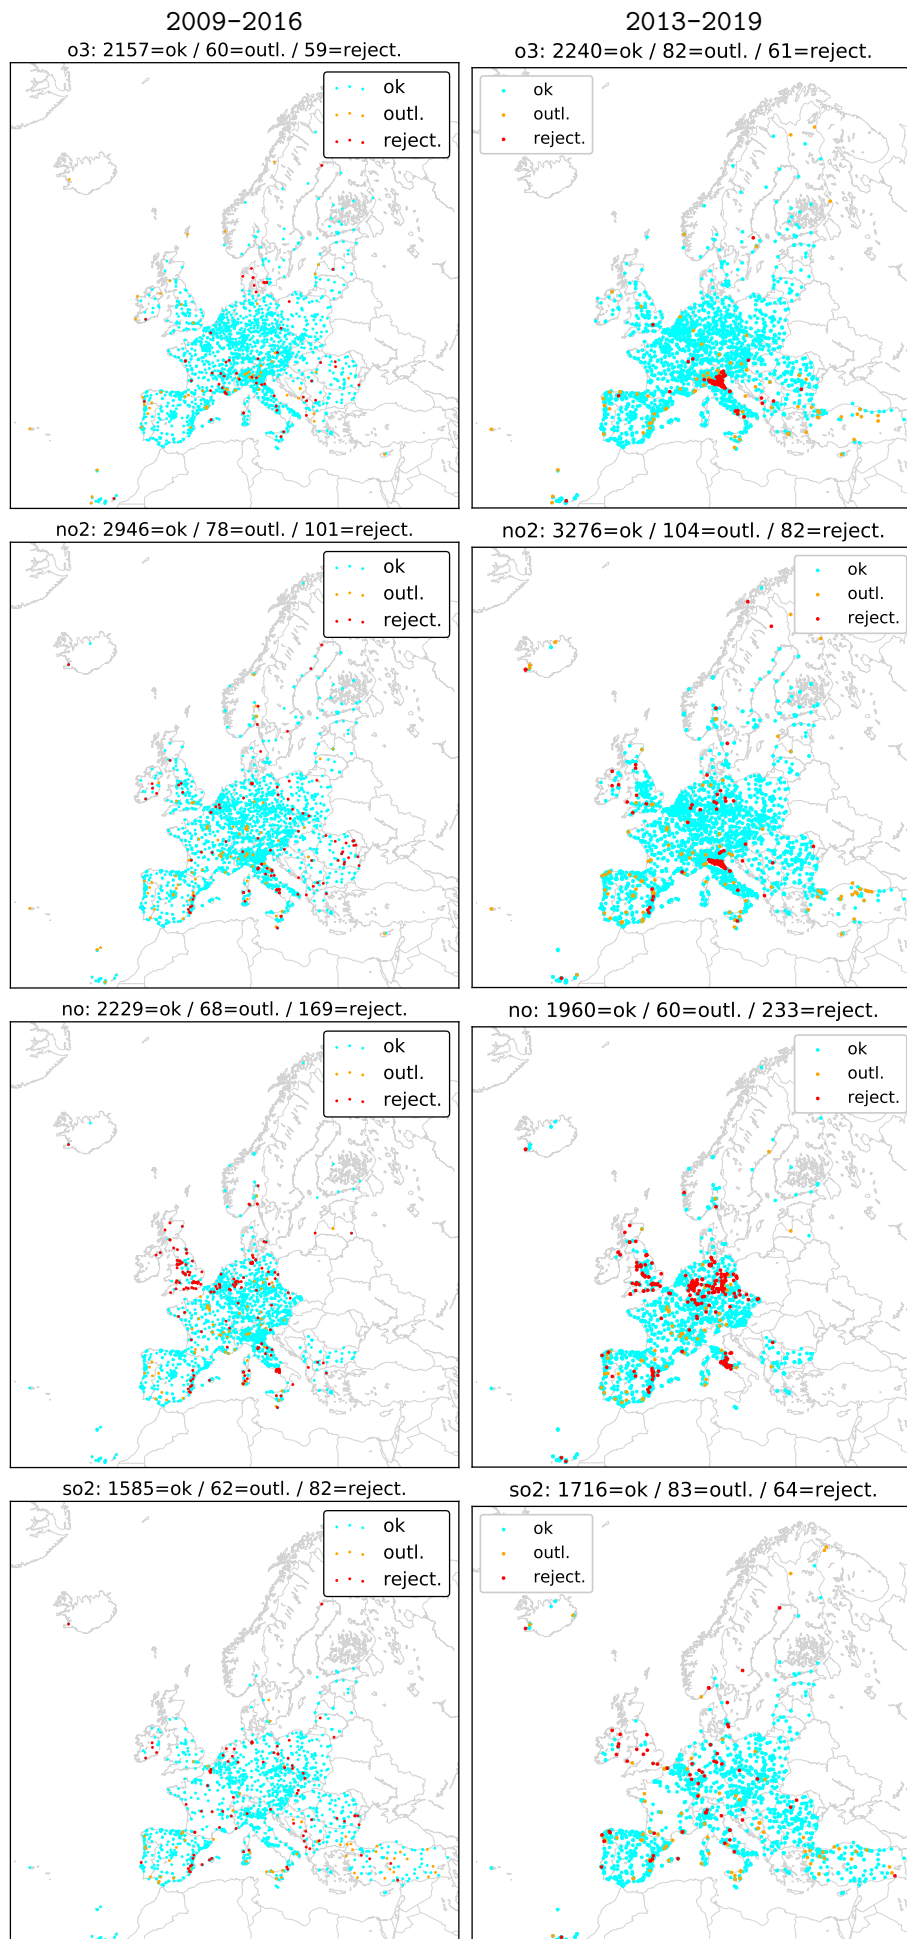 2009-2016 2013-2019
o3: 2157=ok / 60=outl. / 59=reject. o3: 2240=ok / 82=outl. / 61=reject.
ok ok
outl. outl.
reject. reject.
no2: 2946=ok / 78=outl. / 101=reject. no2: 3276=ok / 104=outl. / 82=reject.
ok ok
outl. outl.
reject. reject.
no: 2229=ok / 68=outl. / 169=reject. no: 1960=ok / 60=outl. / 233=reject.
ok ok
outl. outl.
reject. reject.
so2: 1585=ok / 62=outl. / 82=reject. so2: 1716=ok / 83=outl. / 64=reject.
ok ok
outl. outl.
reject. reject.